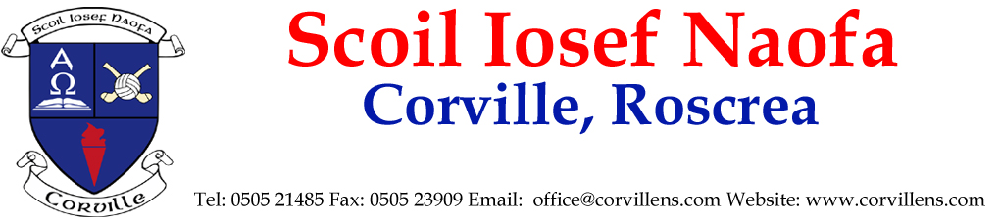 Scoil Iosef Naofa
Α
Ω
Corville
Scoil Iosef Naofa
Corville, Roscrea
Tel: 0505 21485 Fax: 0505 23909 Email:  office@corvillens.com Website: www.corvillens.com